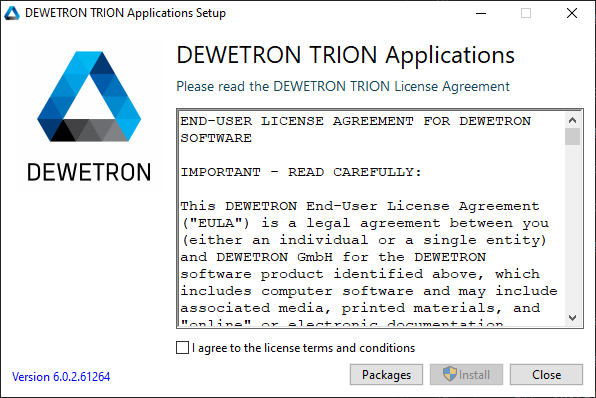 DEWETRON TRION Applications Setup
DEWETRON TRION Applications
Please read the DEWETRON TRION License Agreement
DEWETRON
END-USER LICENSE AGREEMENT FOR DEWETRON
SOFTWARE
IMPORTANT - READ CAREFULLY:
This DEWETRON End-User License Agreement
("EULA") is a legal agreement between you
(either an individual or a single entity)
and DEWETRON GmbH for the DEWETRON
software product identified above, which
includes computer software and may include
associated media, printed materials, and
"online" or electronic documentation
I agree to the license terms and conditions
Version 6.0.2.61264
Packages
Install
Close